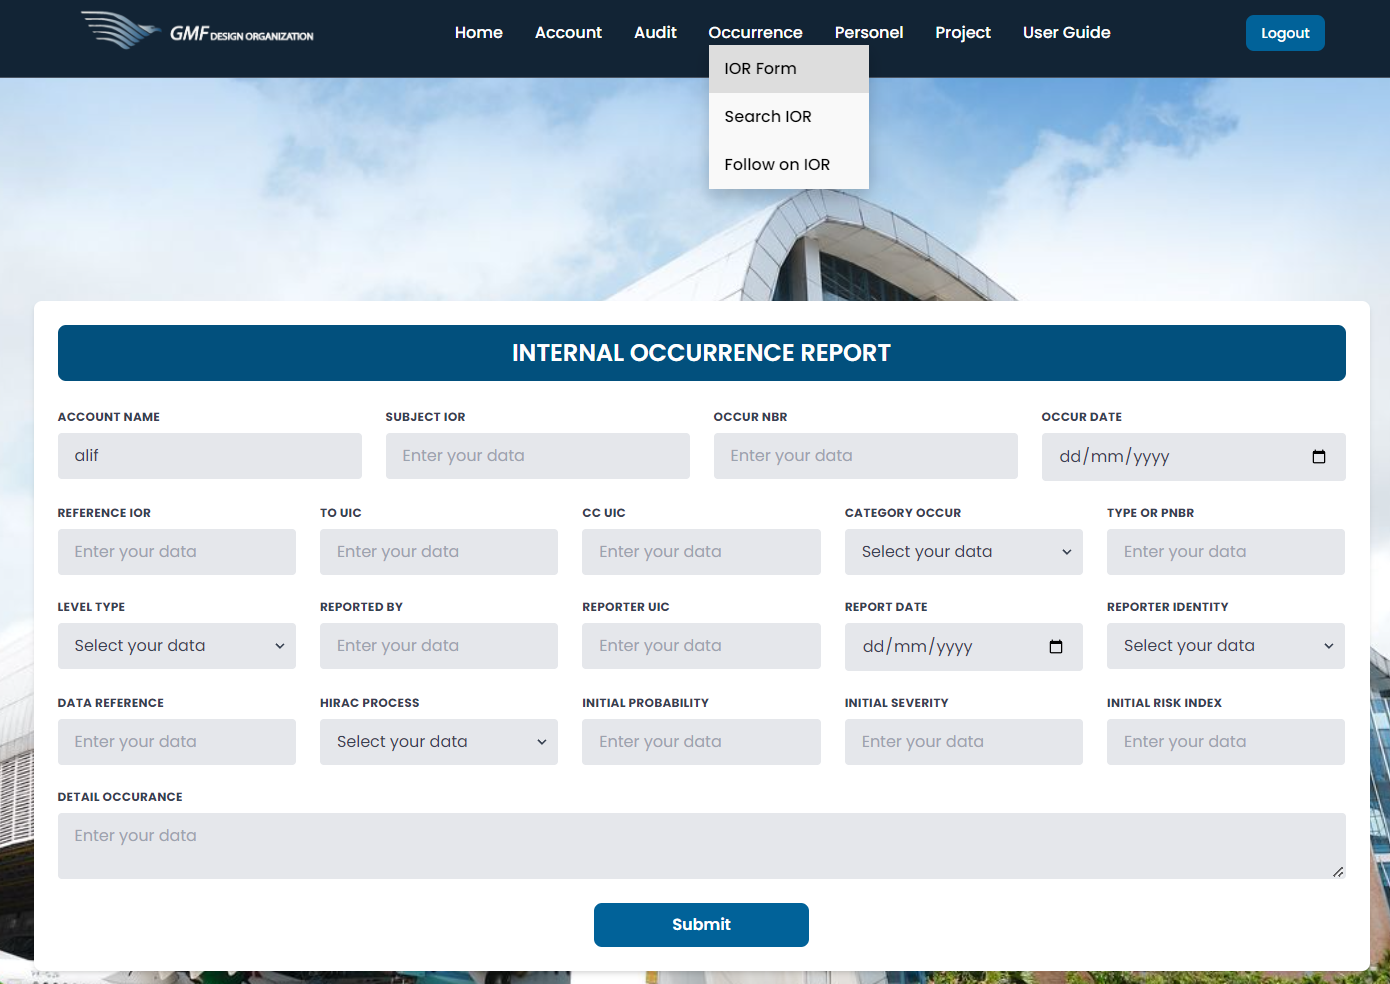 GMF DESIGN ORGANIZATION
Home Account Audit Occurrence Personel Project User Guide Logout
IOR Form
Search IOR
Follow on IOR
INTERNAL OCCURRENCE REPORT
ACCOUNT NAME SUBJECT IOR OCCUR NBR OCCUR DATE
alif Enter your data Enter your data dd/mm/yyyy
REFERENCE IOR TO UIC CC UIC CATEGORY OCCUR TYPE OR PNBR
Enter your data Enter your data Enter your data Select your data Enter your data
LEVEL TYPE REPORTED BY REPORTER UIC REPORT DATE REPORTER IDENTITY
Select your data Enter your data Enter your data dd/mm/yyyy Select your data
DATA REFERENCE HIRAC PROCESS INITIAL PROBABILITY INITIAL SEVERITY INITIAL RISK INDEX
Enter your data Select your data Enter your data Enter your data Enter your data
DETAIL OCCURANCE
Enter your data
Submit